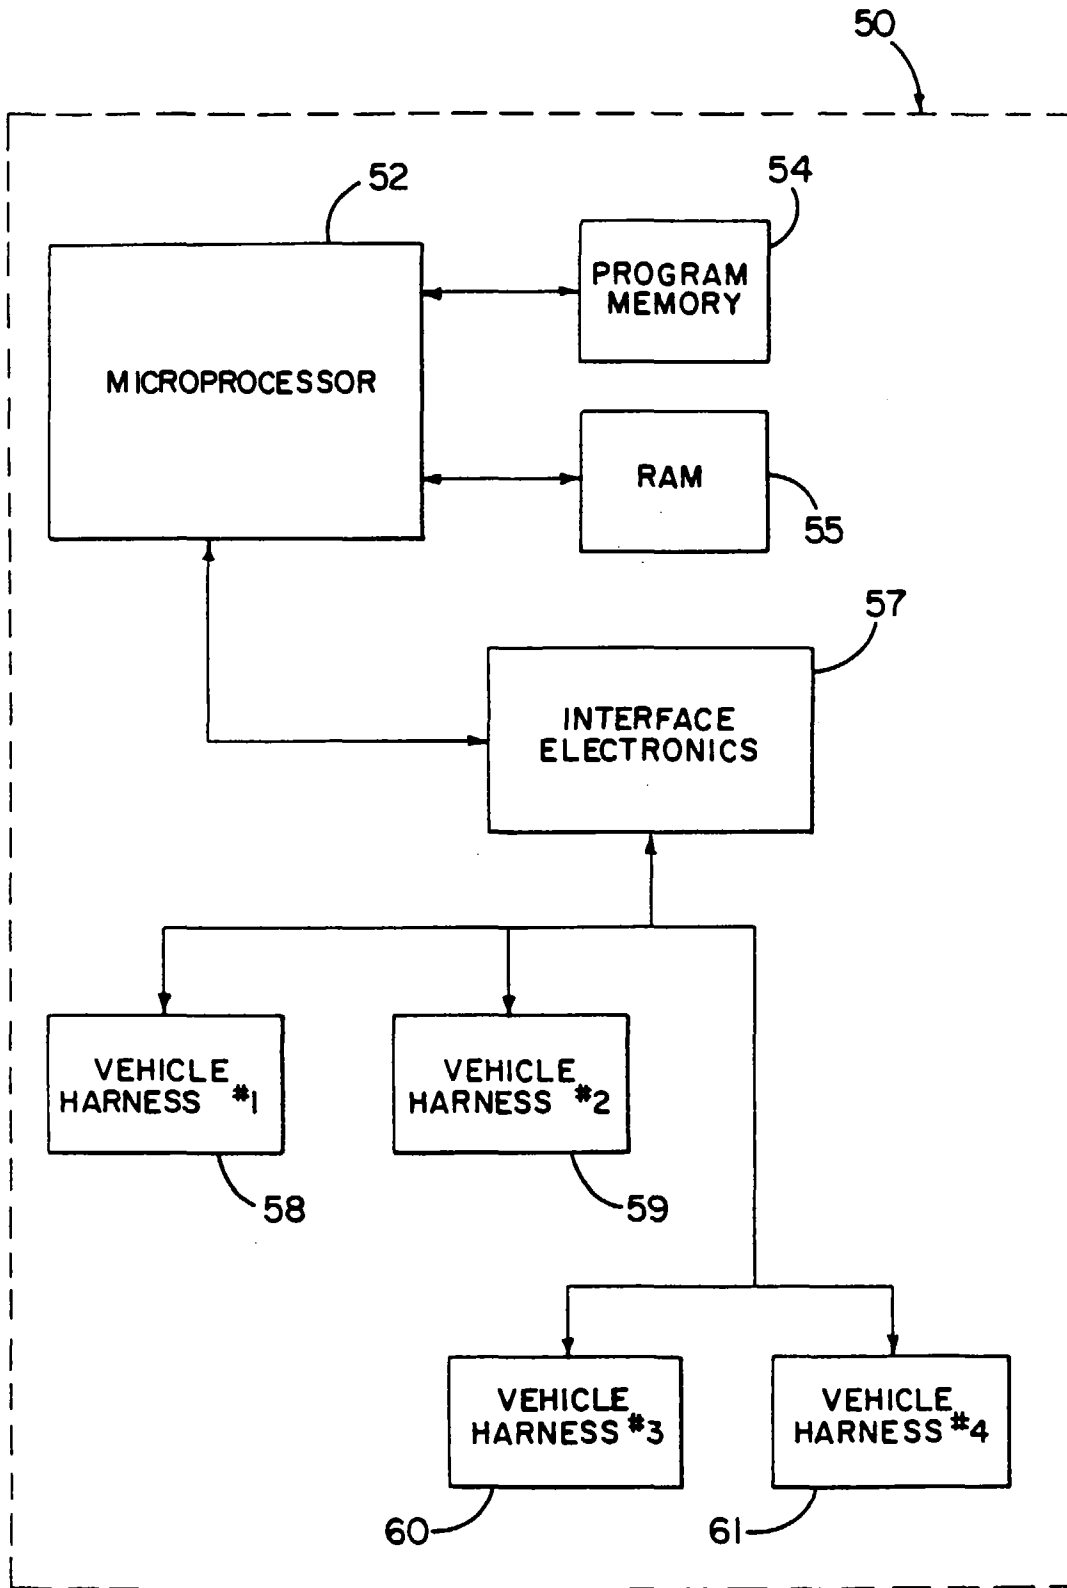 50
52
54
PROGRAM
MEMORY
MICROPROCESSOR
RAM
55
57
INTERFACE
ELECTRONICS
VEHICLE
HARNESS #1
VEHICLE
HARNESS #2
58
59
VEHICLE
HARNESS #3
VEHICLE
HARNESS #4
60
61